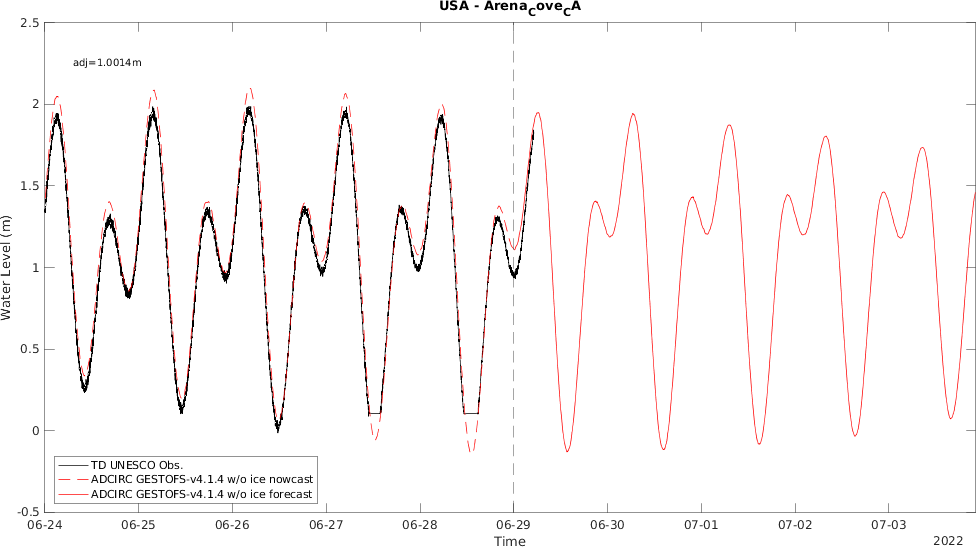 USA - ArenaCoveCA
adj=1.0014m
2.5
2
1.5
1
0.5
0
-0.5
Water Level (m)
TD UNESCO Obs.
ADCIRC GESTOFS-v4.1.4 w/o ice nowcast
ADCIRC GESTOFS-v4.1.4 w/o ice forecast
06-24 06-25 06-26 06-27 06-28 06-29 06-30 07-01 07-02 07-03
Time
2022